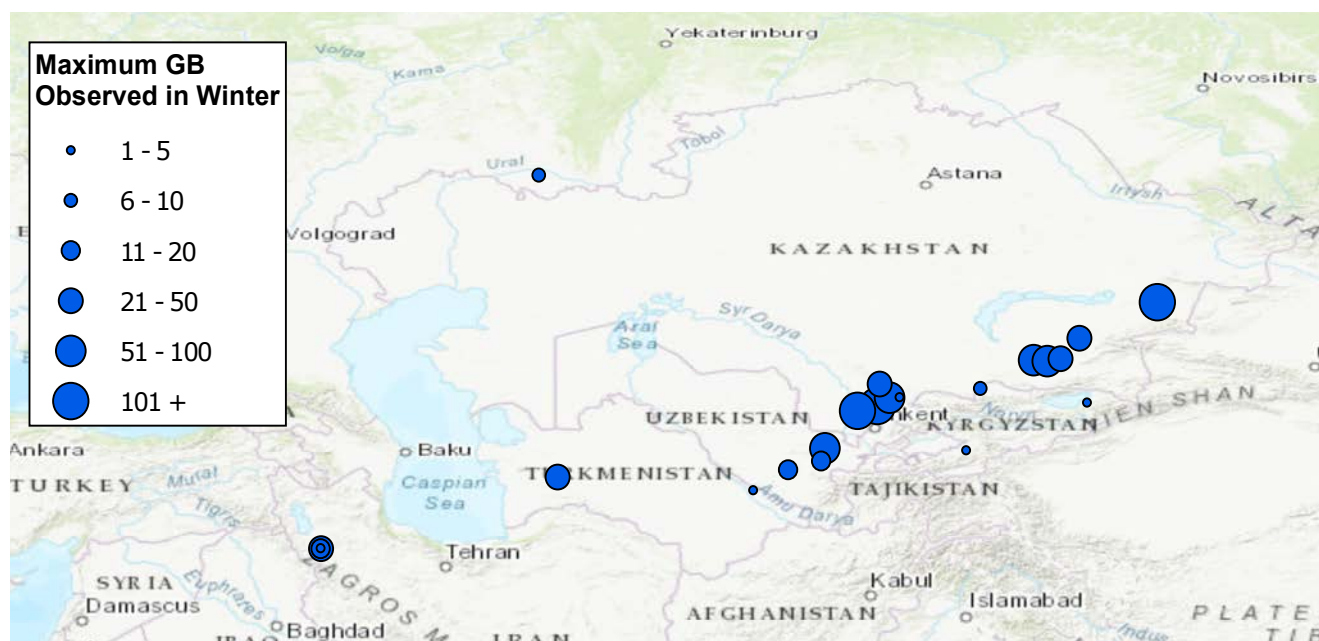 Maximum GB
Observed in Winter
1 - 5
6 - 10
11 - 20
21 - 50
51 - 100
101 +
Yekaterinburg
Volga
Kama
Novosibirs
Tobol
Ural
Astana
Irtysh
ALTA
Volgograd
KAZAKHSTAN
Syr Darya
Aral
Sea
UZBEKISTAN
Naryn
TIEN SHAN
KYRGYZSTAN
Ankara
Baku
TURKEY
Murat
Caspian
Sea
TURKMENISTAN
Amu Darya
TAJIKISTAN
Tigris
Tehran
ZAGROS M
SYRIA
Euphrates
Damascus
Kabul
Islamabad
AFGHANISTAN
PLATE
Baghdad
IRAN
Indus